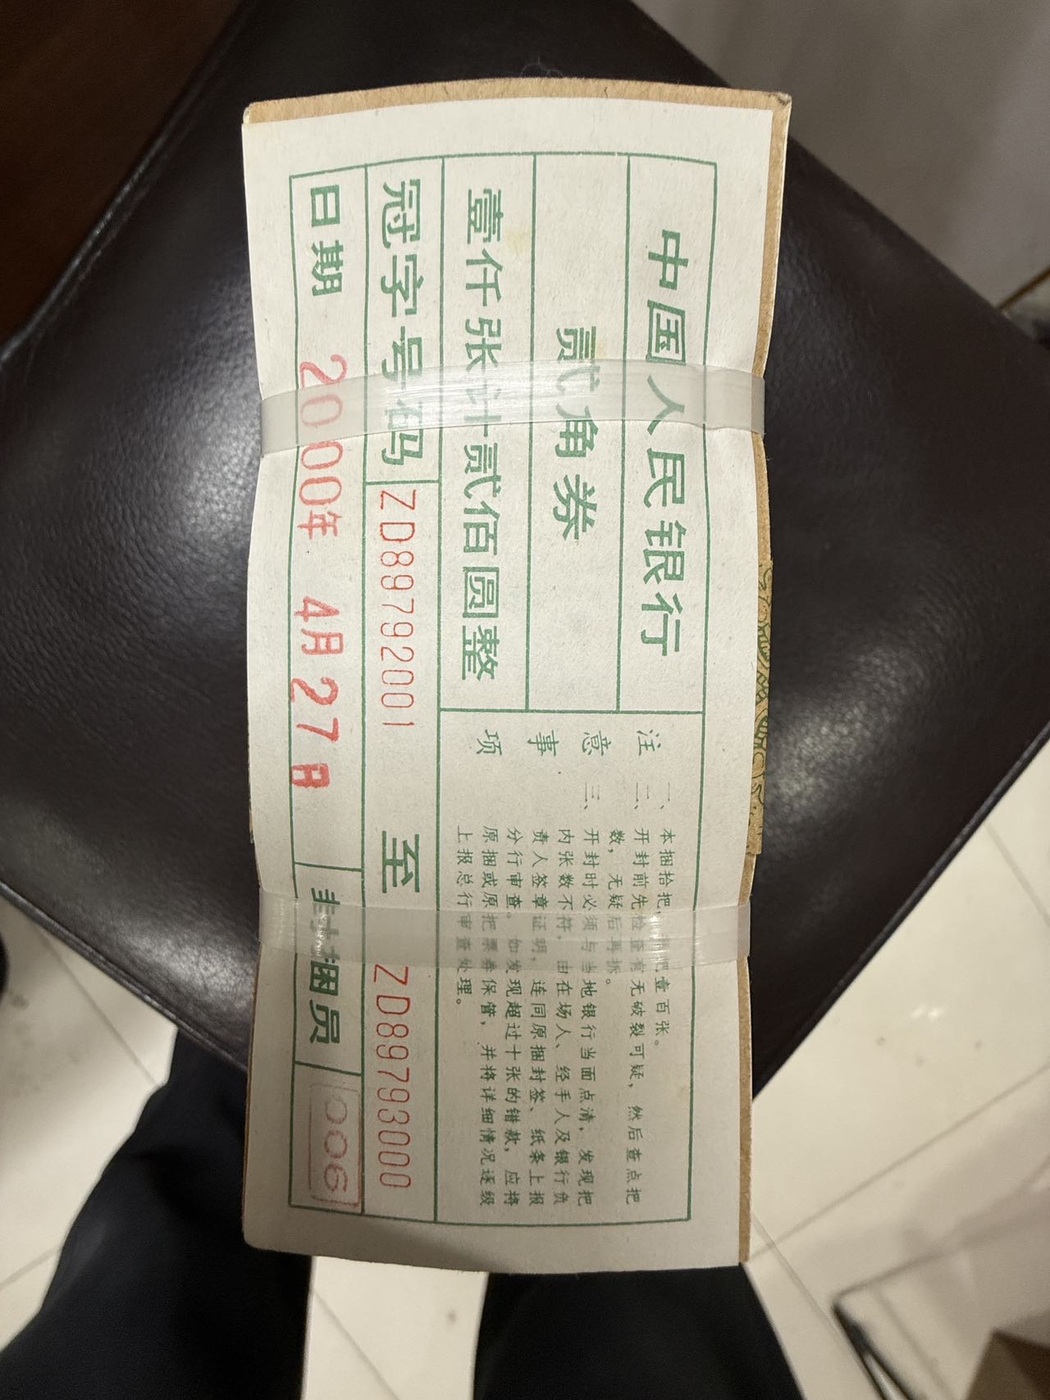 中国人民银行
贰角券
壹仟张计贰佰圆整
注意事项
一、本捆拾把，每把壹百张。
二、开封前先检查有无破裂可疑，然后查点把
数，无疑后再拆。
三、开封时必须与当地银行当面点清，发现把
内张数不符，由在场人、经手人及银行负
责人签章证明，连同原捆封签、纸条上报
分行审查。如发现超过十张的错款，应将
原捆或原把票券保管，并将详细情况逐级
上报总行审查处理。
冠字号码 ZD89792001 至 ZD89793000
日期 2000年 4月27日 封捆员 006